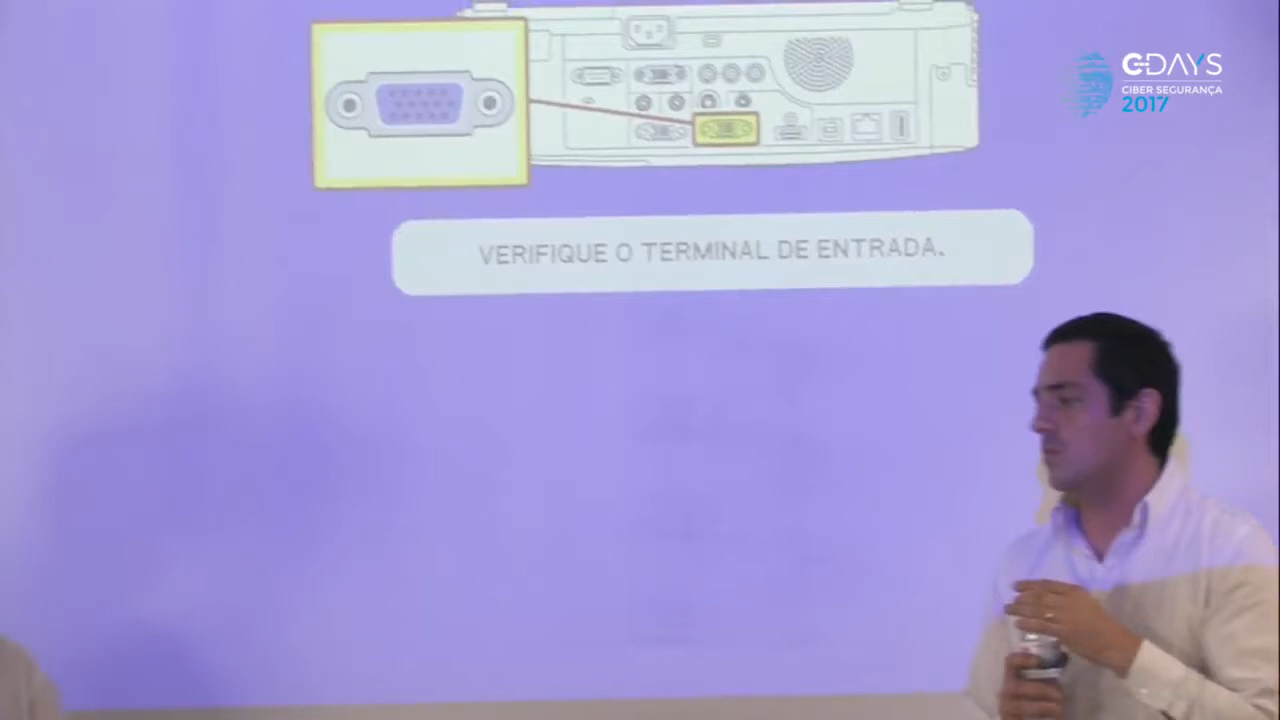 C-DAYS
CIBER SEGURANÇA
2017
VERIFIQUE O TERMINAL DE ENTRADA.